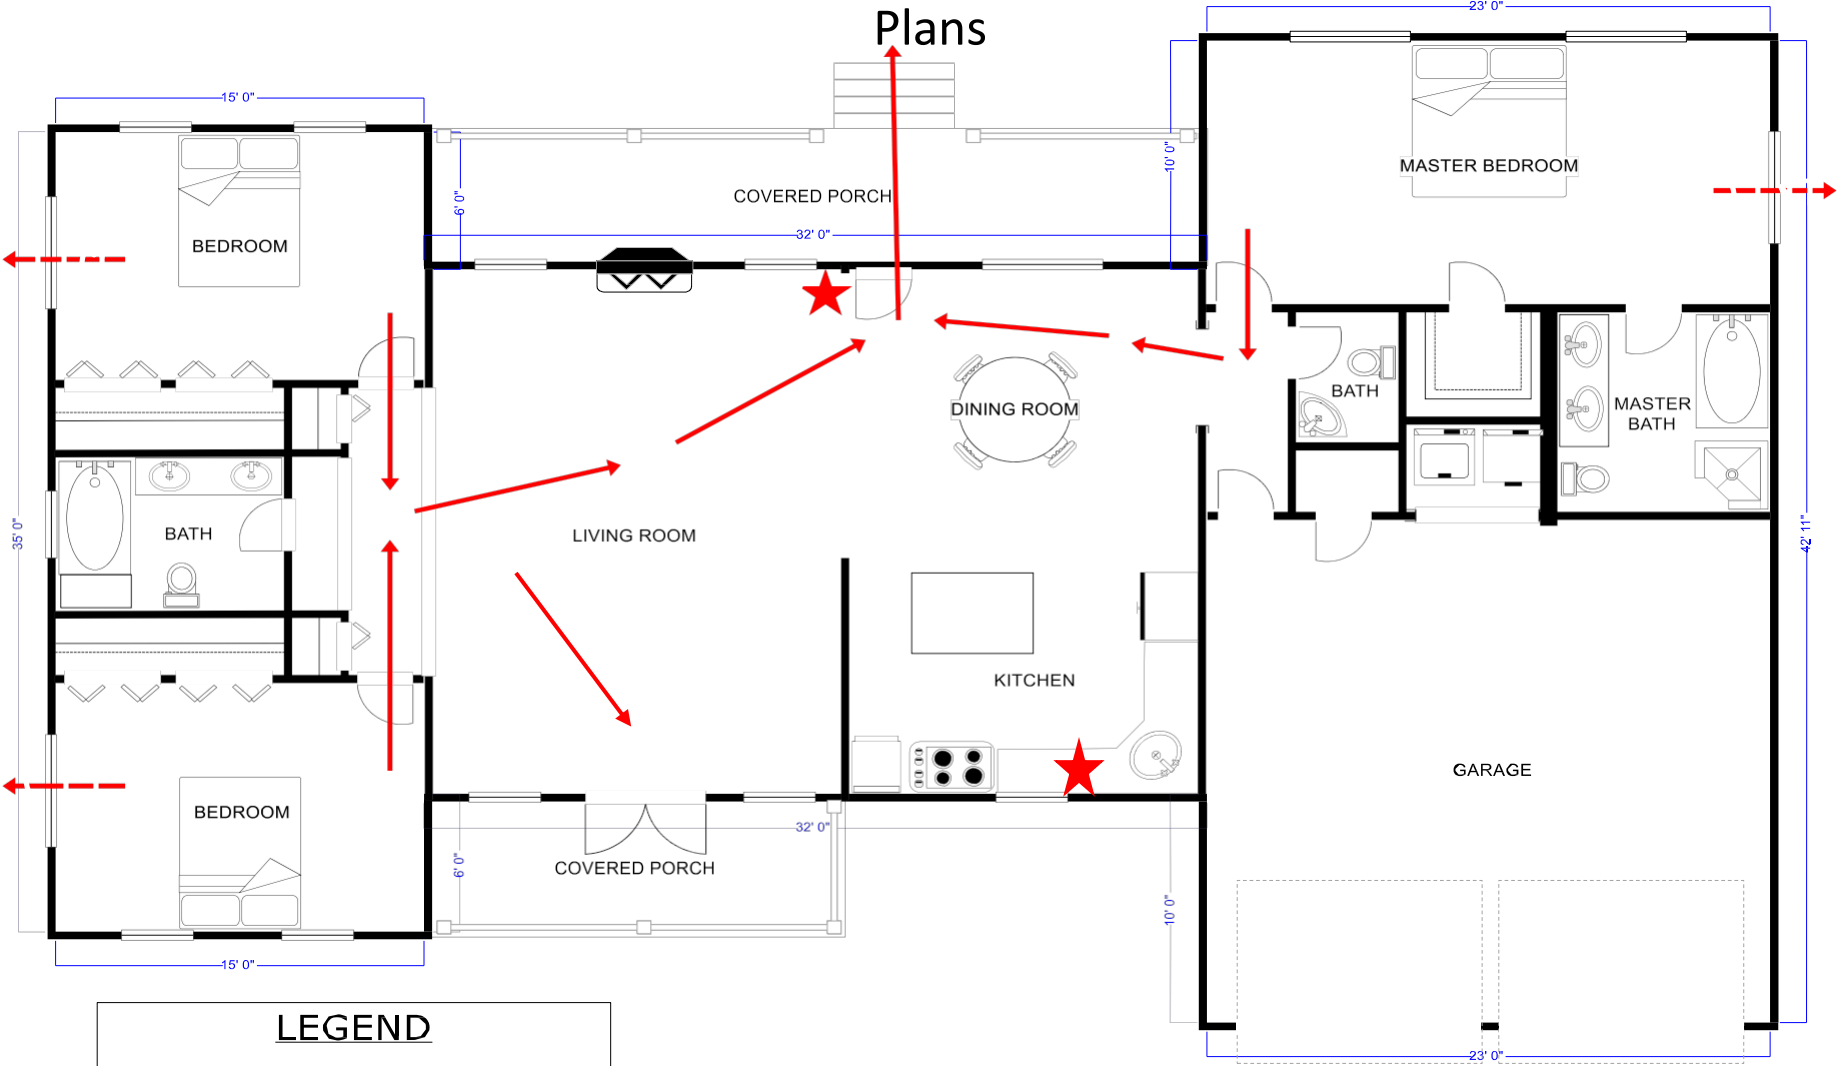 Plans
23' 0"
15' 0"
10' 0"
6' 0"
COVERED PORCH
32' 0"
MASTER BEDROOM
BEDROOM
BATH
MASTER
BATH
DINING ROOM
35' 0"
BATH
LIVING ROOM
42' 11"
KITCHEN
GARAGE
BEDROOM
32' 0"
6' 0"
COVERED PORCH
10' 0"
15' 0"
23' 0"
LEGEND